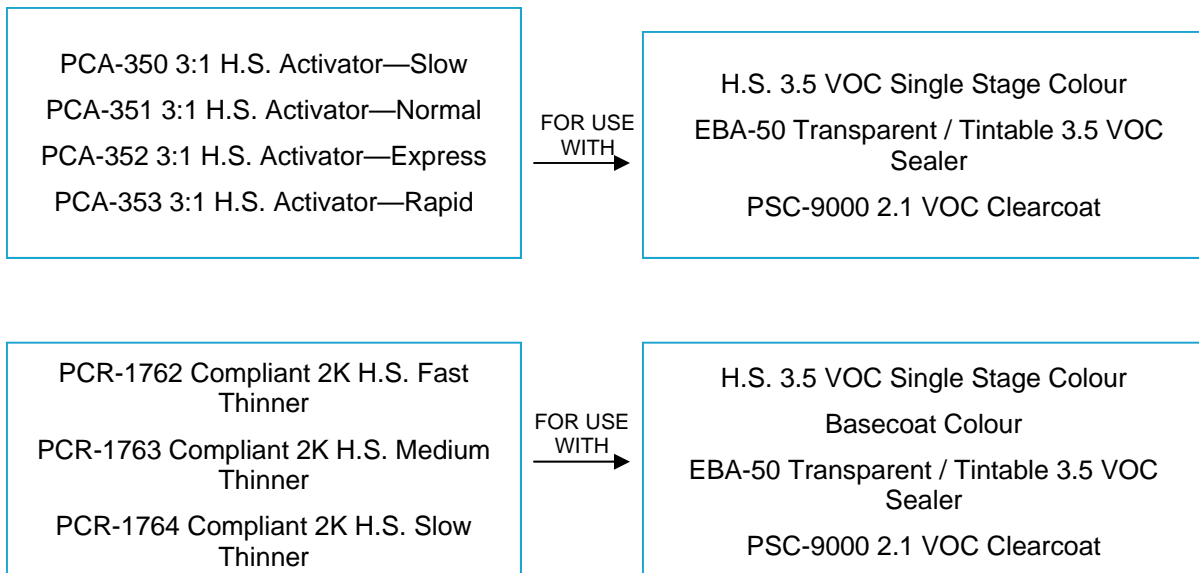 PCA-350 3:1 H.S. Activator—Slow
PCA-351 3:1 H.S. Activator—Normal
PCA-352 3:1 H.S. Activator—Express
PCA-353 3:1 H.S. Activator—Rapid
FOR USE
WITH
H.S. 3.5 VOC Single Stage Colour
EBA-50 Transparent / Tintable 3.5 VOC
Sealer
PSC-9000 2.1 VOC Clearcoat
PCR-1762 Compliant 2K H.S. Fast
Thinner
PCR-1763 Compliant 2K H.S. Medium
Thinner
PCR-1764 Compliant 2K H.S. Slow
Thinner
FOR USE
WITH
H.S. 3.5 VOC Single Stage Colour
Basecoat Colour
EBA-50 Transparent / Tintable 3.5 VOC
Sealer
PSC-9000 2.1 VOC Clearcoat